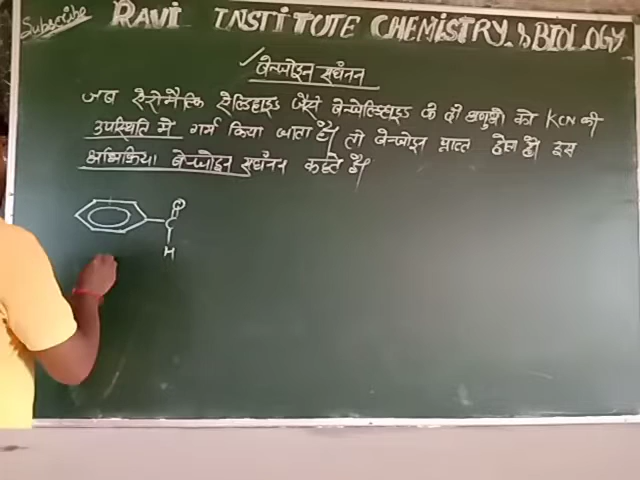 Subscribe RAVI INSTITUTE CHEMISTRY & BIOLOGY
✓बेन्जोइन संघनन
जब ऐरोमैटिक ऐल्डिहाइड जैसे बेन्जेल्डिहाइड के दो अणुओ को KCN की
उपस्थिति में गर्म किया जाता है। तो बेन्जोइन प्राप्त होता है। इस
अभिक्रिया बेन्जोइन संघनन कहते है।
O
C
H